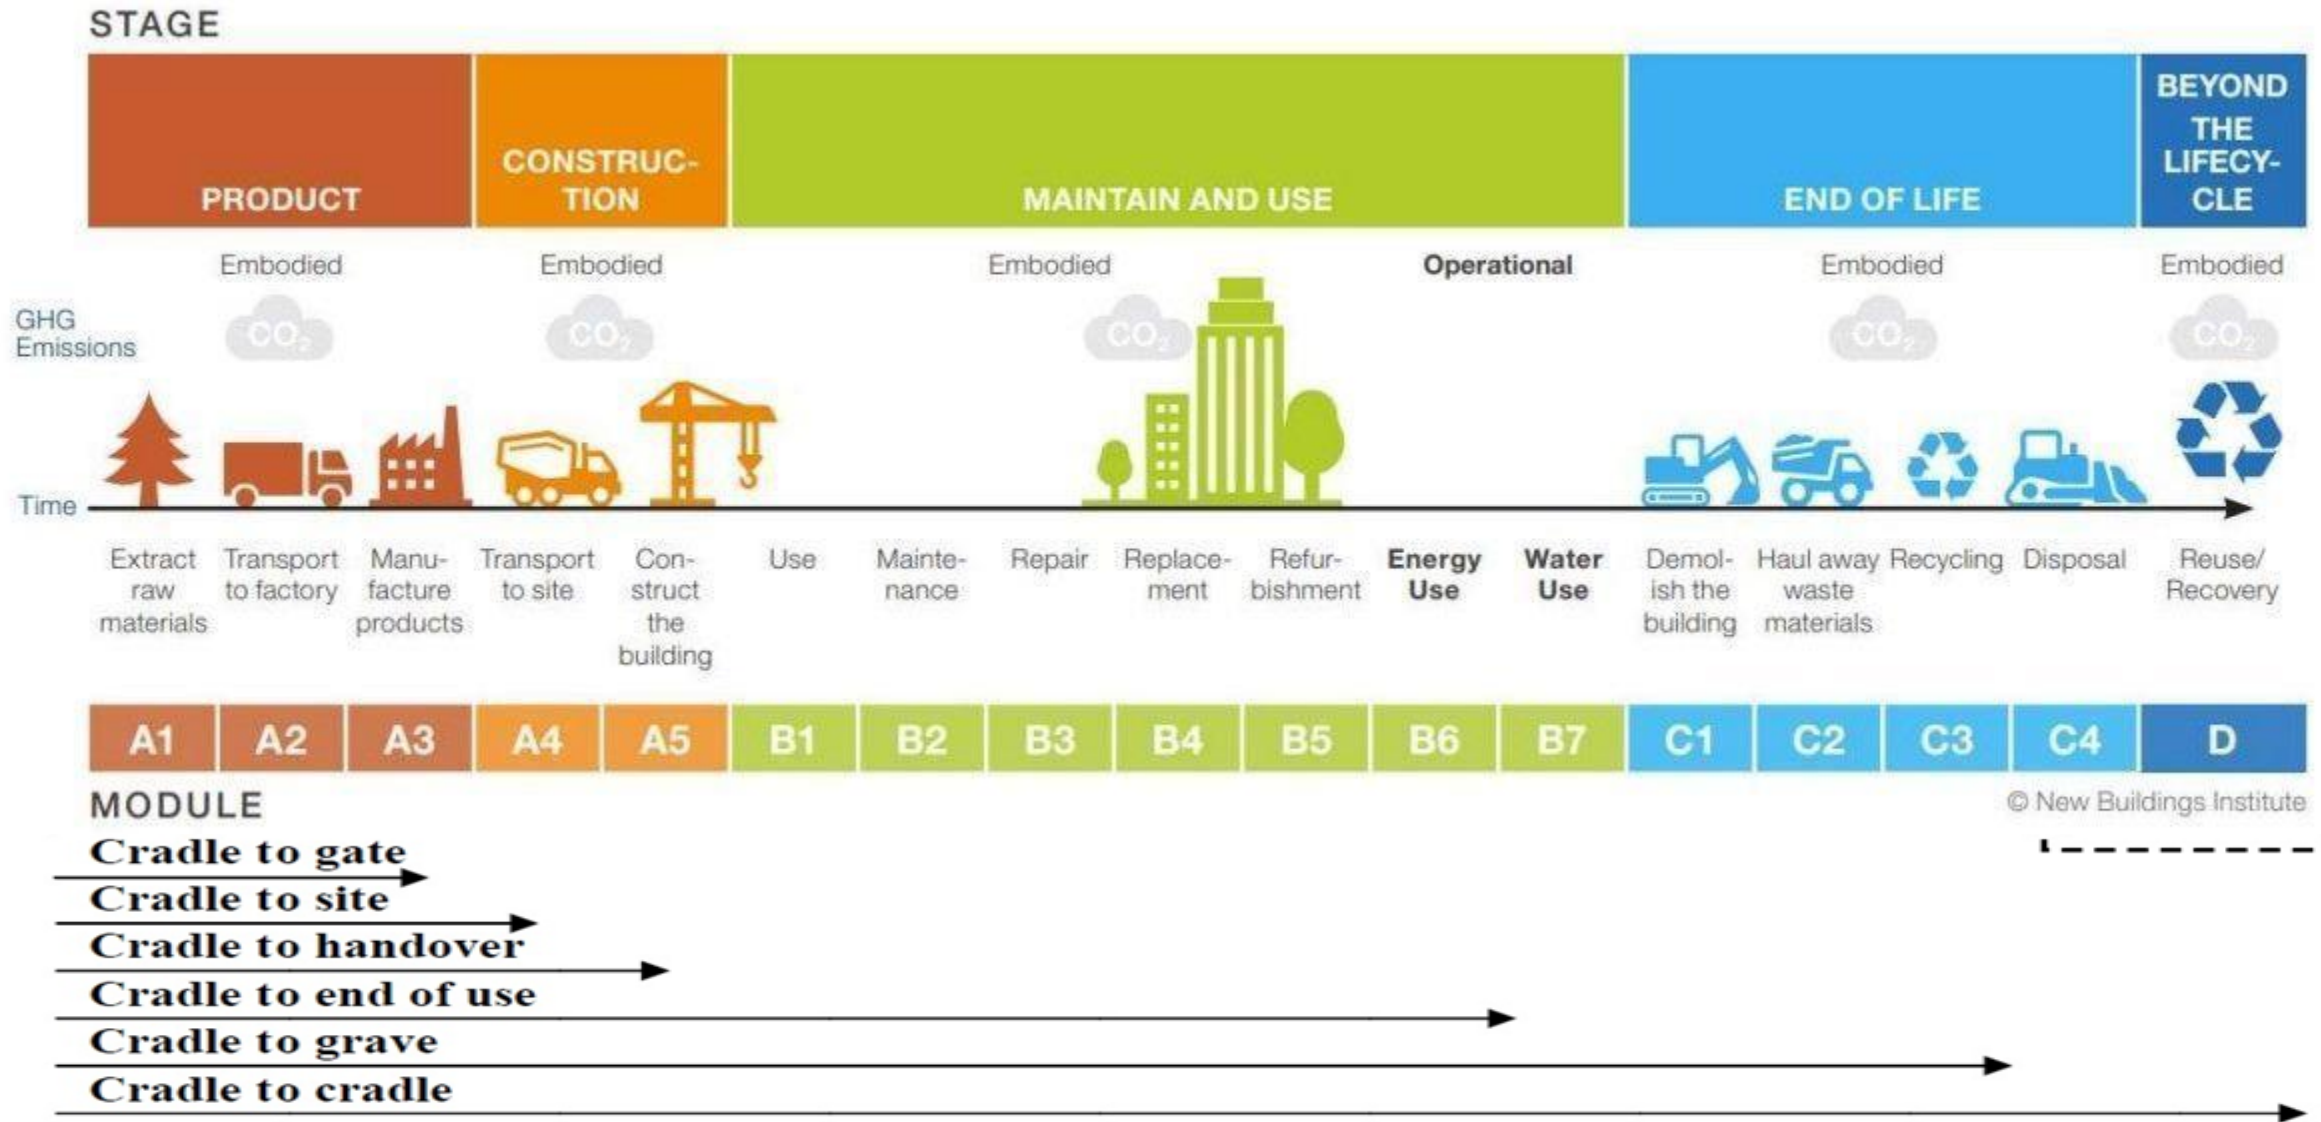 STAGE
PRODUCT
CONSTRUC-
TION
MAINTAIN AND USE
END OF LIFE
BEYOND
THE
LIFECY-
CLE
Embodied
Embodied
Embodied
Operational
Embodied
Embodied
GHG
Emissions
CO₂
CO₂
CO₂
CO₂
CO₂
Time
Extract
raw
materials
Transport
to factory
Manu-
facture
products
Transport
to site
Con-
struct
the
building
Use
Mainte-
nance
Repair
Replace-
ment
Refur-
bishment
Energy
Use
Water
Use
Demol-
ish the
building
Haul away
waste
materials
Recycling
Disposal
Reuse/
Recovery
A1
A2
A3
A4
A5
B1
B2
B3
B4
B5
B6
B7
C1
C2
C3
C4
D
MODULE
© New Buildings Institute
Cradle to gate
Cradle to site
Cradle to handover
Cradle to end of use
Cradle to grave
Cradle to cradle